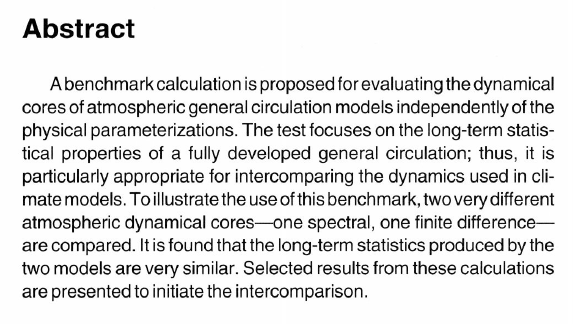 Abstract
A benchmark calculation is proposed for evaluating the dynamical
cores of atmospheric general circulation models independently of the
physical parameterizations. The test focuses on the long-term statis-
tical properties of a fully developed general circulation; thus, it is
particularly appropriate for intercomparing the dynamics used in cli-
mate models. To illustrate the use of this benchmark, two very different
atmospheric dynamical cores—one spectral, one finite difference—
are compared. It is found that the long-term statistics produced by the
two models are very similar. Selected results from these calculations
are presented to initiate the intercomparison.